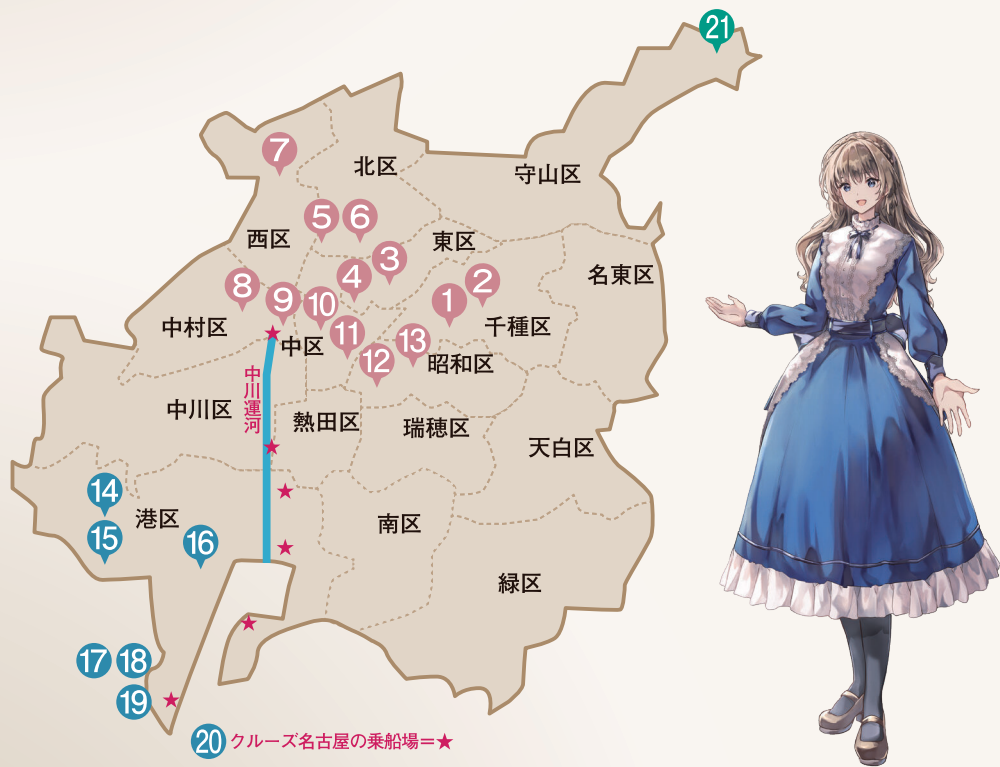 21
7
北区
守山区
5
6
西区
東区
3
名東区
4
2
8
9
10
1
中村区
千種区
11
13
中区
12
昭和区
中川運河
中川区
熱田区
瑞穂区
天白区
14
港区
南区
15
16
緑区
17
18
19
20 クルーズ名古屋の乗船場=★